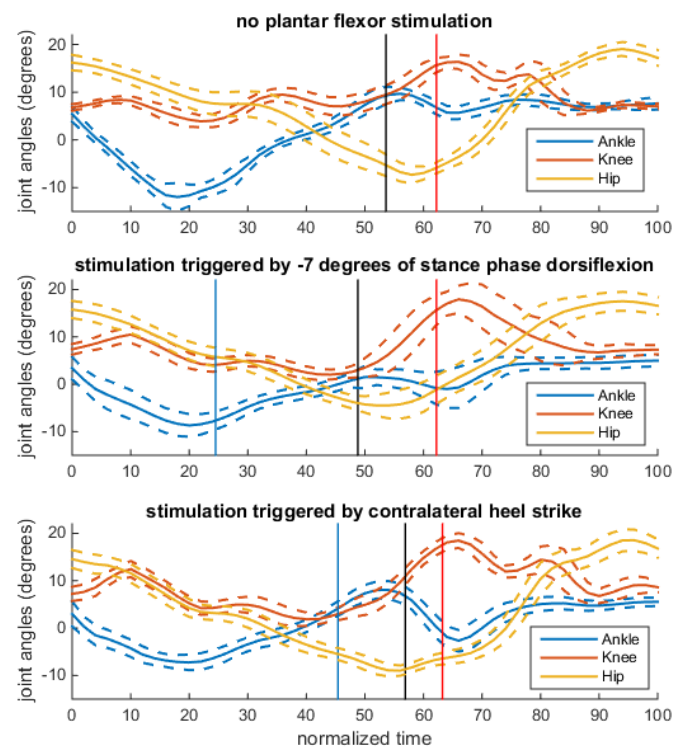 no plantar flexor stimulation
joint angles (degrees)
20
10
0
-10
Ankle
Knee
Hip
0 10 20 30 40 50 60 70 80 90 100
stimulation triggered by -7 degrees of stance phase dorsiflexion
joint angles (degrees)
20
10
0
-10
Ankle
Knee
Hip
0 10 20 30 40 50 60 70 80 90 100
stimulation triggered by contralateral heel strike
joint angles (degrees)
20
10
0
-10
Ankle
Knee
Hip
0 10 20 30 40 50 60 70 80 90 100
normalized time